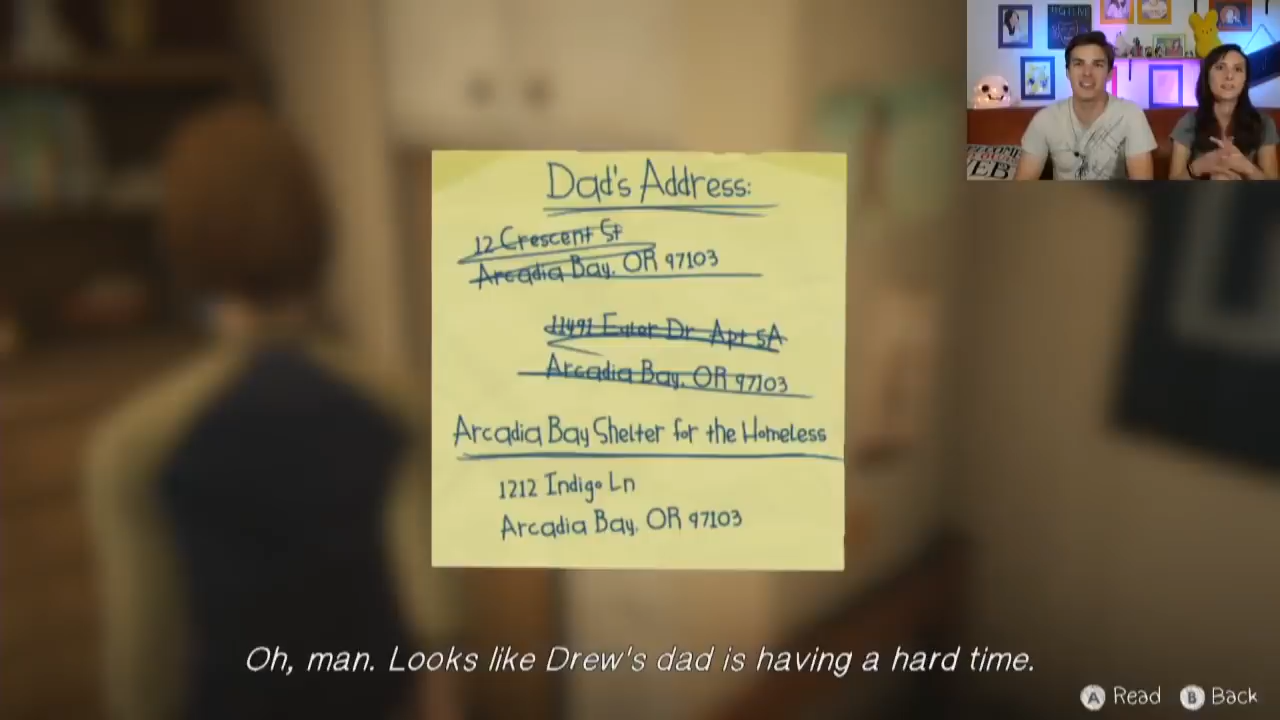 Dad's Address:
12 Crescent St
Arcadia Bay, OR 97103
11491 Dr Apt 5A
Arcadia Bay, OR 97103
Arcadia Bay Shelter for the Homeless
1212 Indigo Ln
Arcadia Bay, OR 97103
Oh, man. Looks like Drew's dad is having a hard time.
A Read B Back
WELCOME
WEB